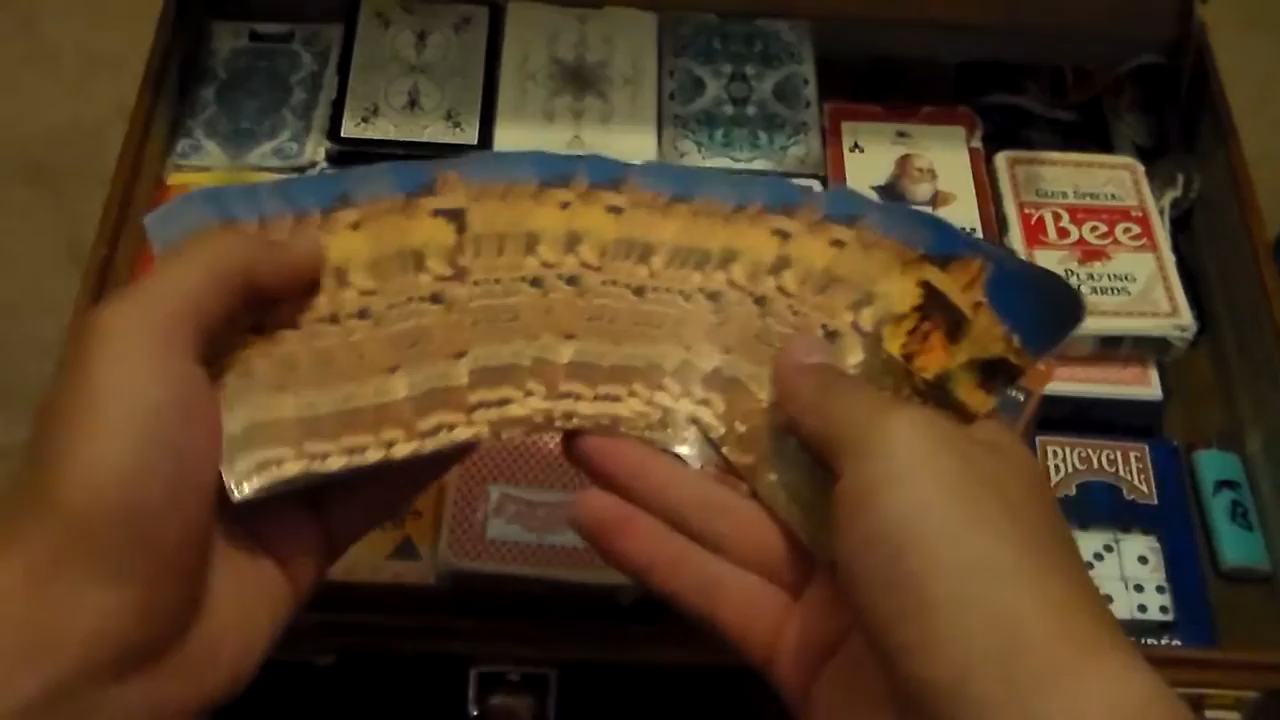 CLUB SPECIAL
"Bee"
PLAYING
CARDS
BICYCLE